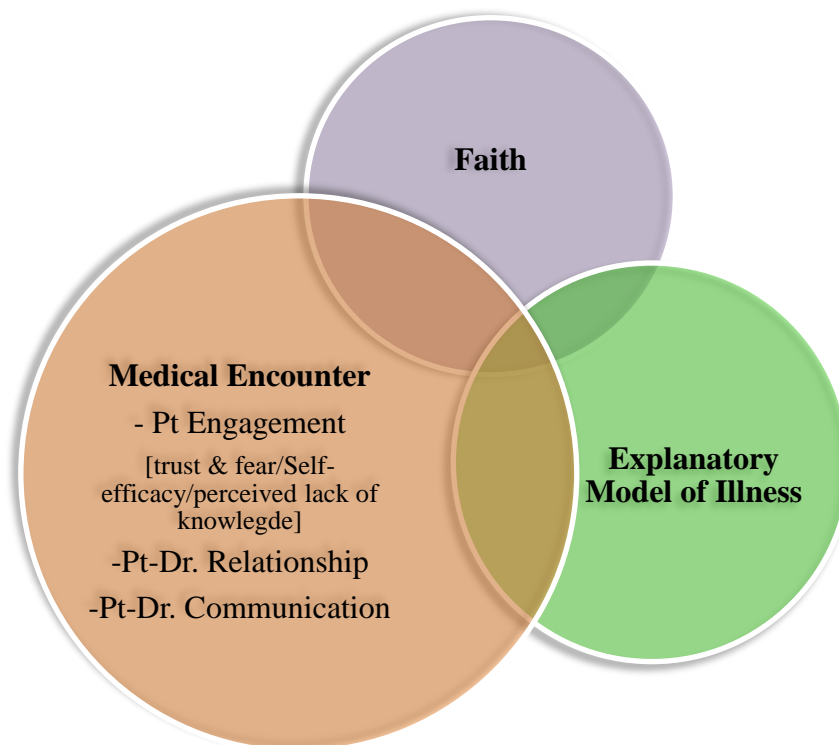 Faith
Medical Encounter
- Pt Engagement
[trust & fear/Self-
efficacy/perceived lack of
knowlegde]
-Pt-Dr. Relationship
-Pt-Dr. Communication
Explanatory
Model of Illness